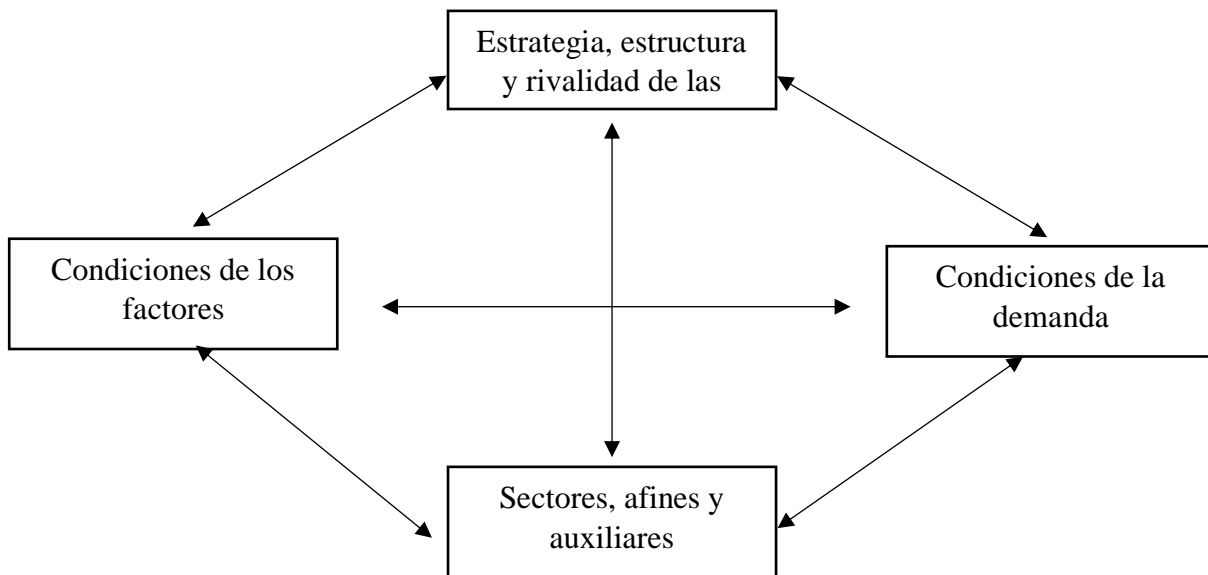 Estrategia, estructura
y rivalidad de las
Condiciones de los
factores
Condiciones de la
demanda
Sectores, afines y
auxiliares